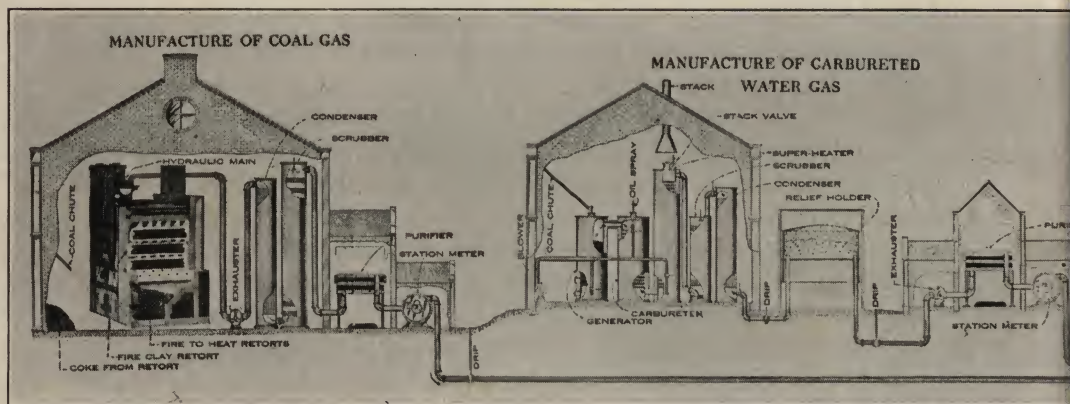 MANUFACTURE OF COAL GAS
CONDENSER
SCRUBBER
HYDRAULIC MAIN
COAL CHUTE
EXHAUSTER
PURIFIER
STATION METER
FIRE TO HEAT RETORTS
FIRE CLAY RETORT
COKE FROM RETORT
DRIP
MANUFACTURE OF CARBURETED
WATER GAS
STACK
STACK VALVE
OIL SPRAY
SUPER-HEATER
SCRUBBER
CONDENSER
RELIEF HOLDER
BLOWER
COAL CHUTE
CARBURETER
GENERATOR
DRIP
EXHAUSTER
DRIP
STATION METER